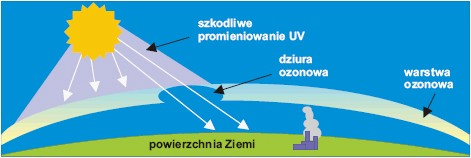 szkodliwe
promieniowanie UV
dziura
ozonowa
warstwa
ozonowa
powierzchnia Ziemi